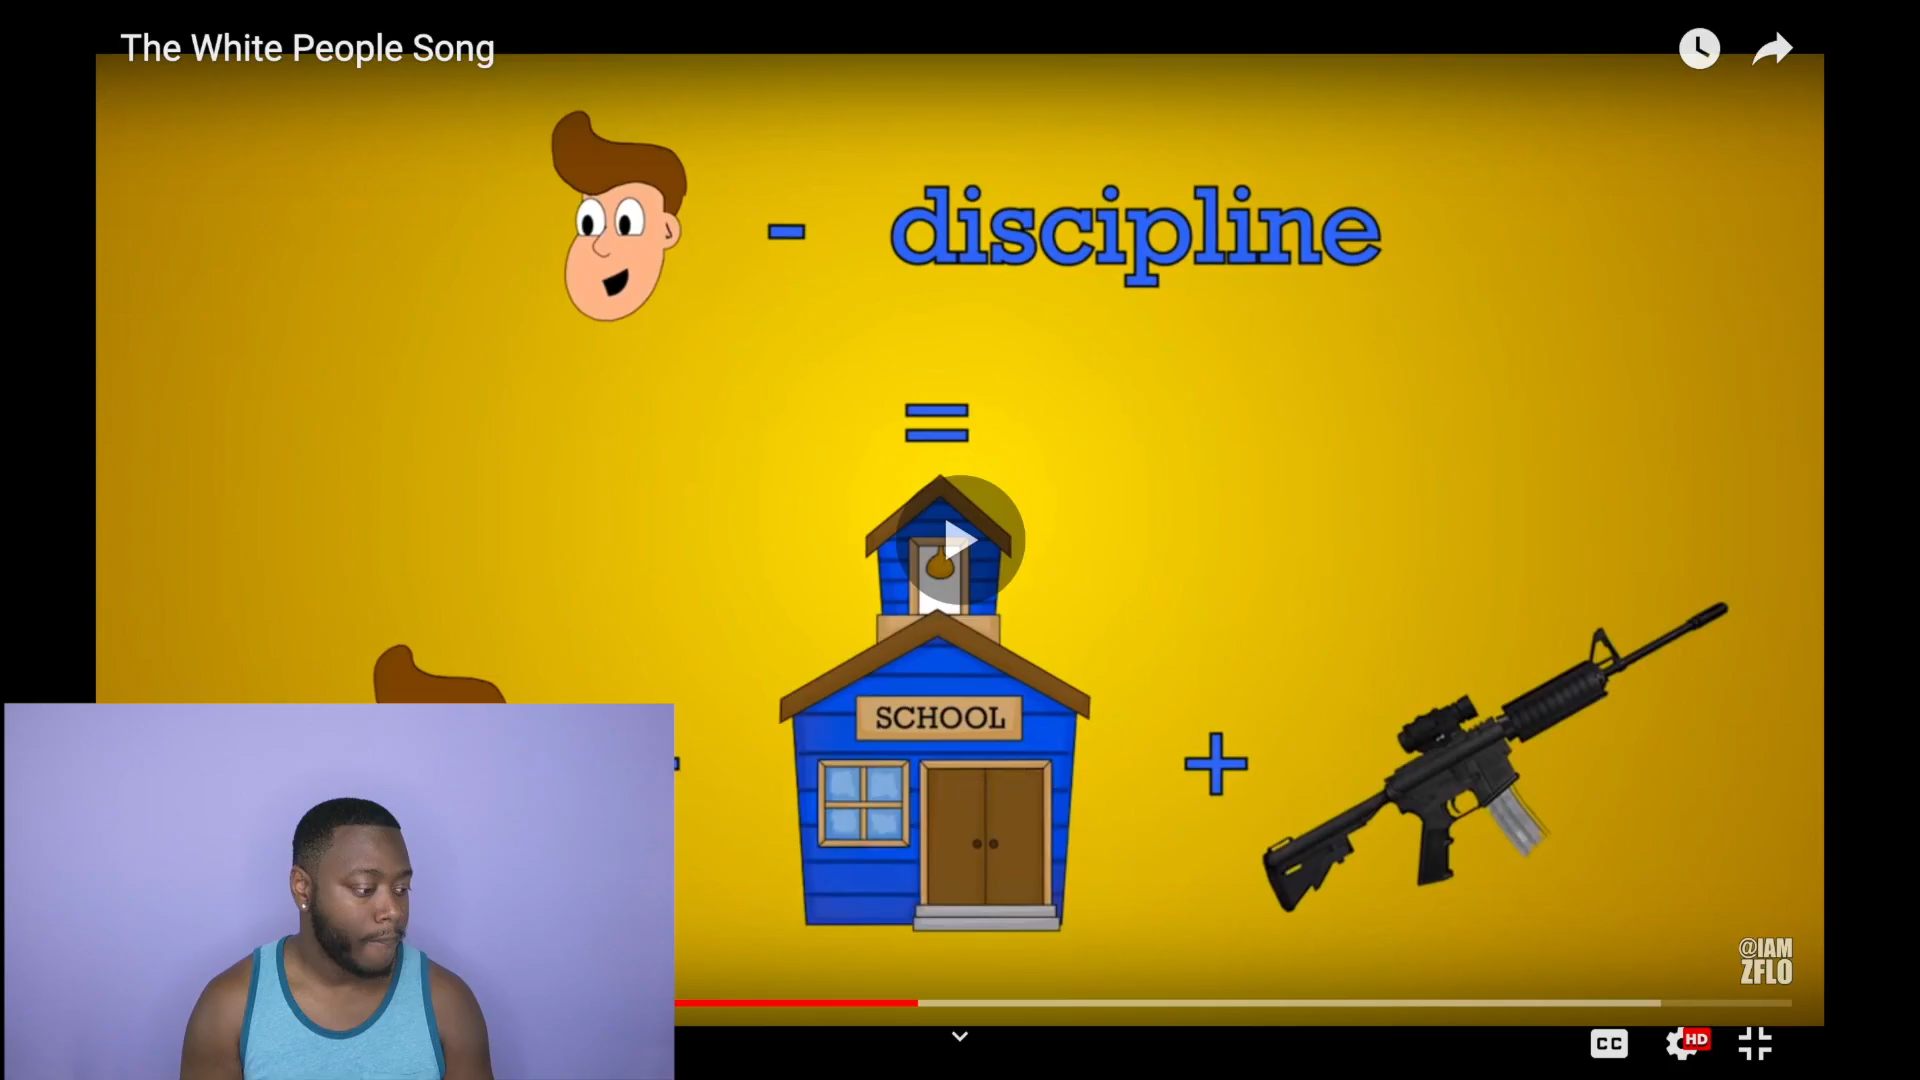 The White People Song
- discipline
=
SCHOOL
+
@IAM
ZFLO
CC
HD